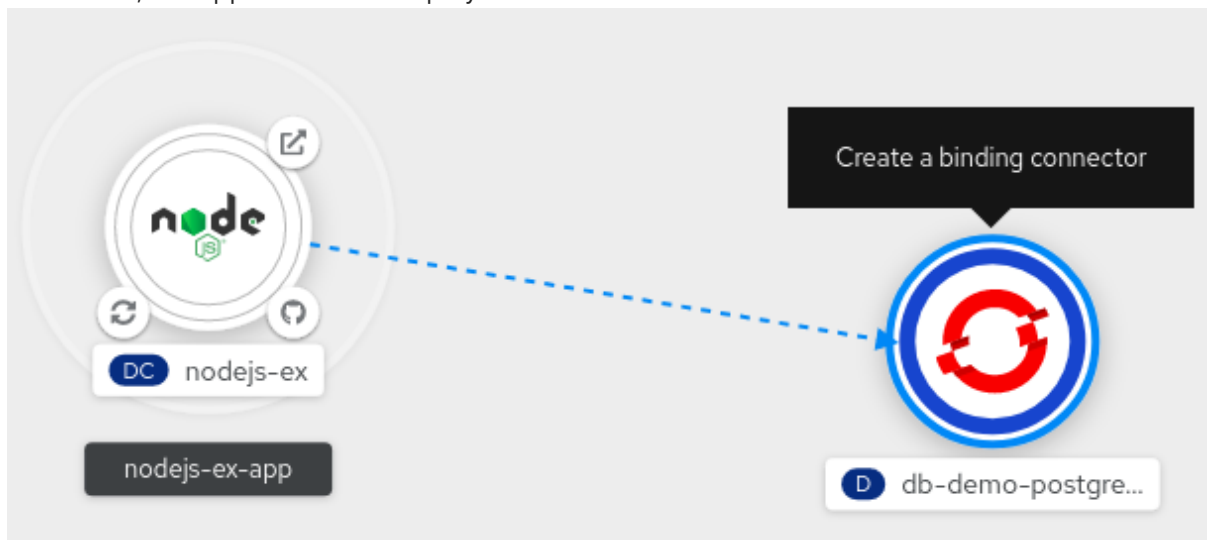 Create a binding connector
node
JS
DC nodejs-ex
nodejs-ex-app
D db-demo-postgre...